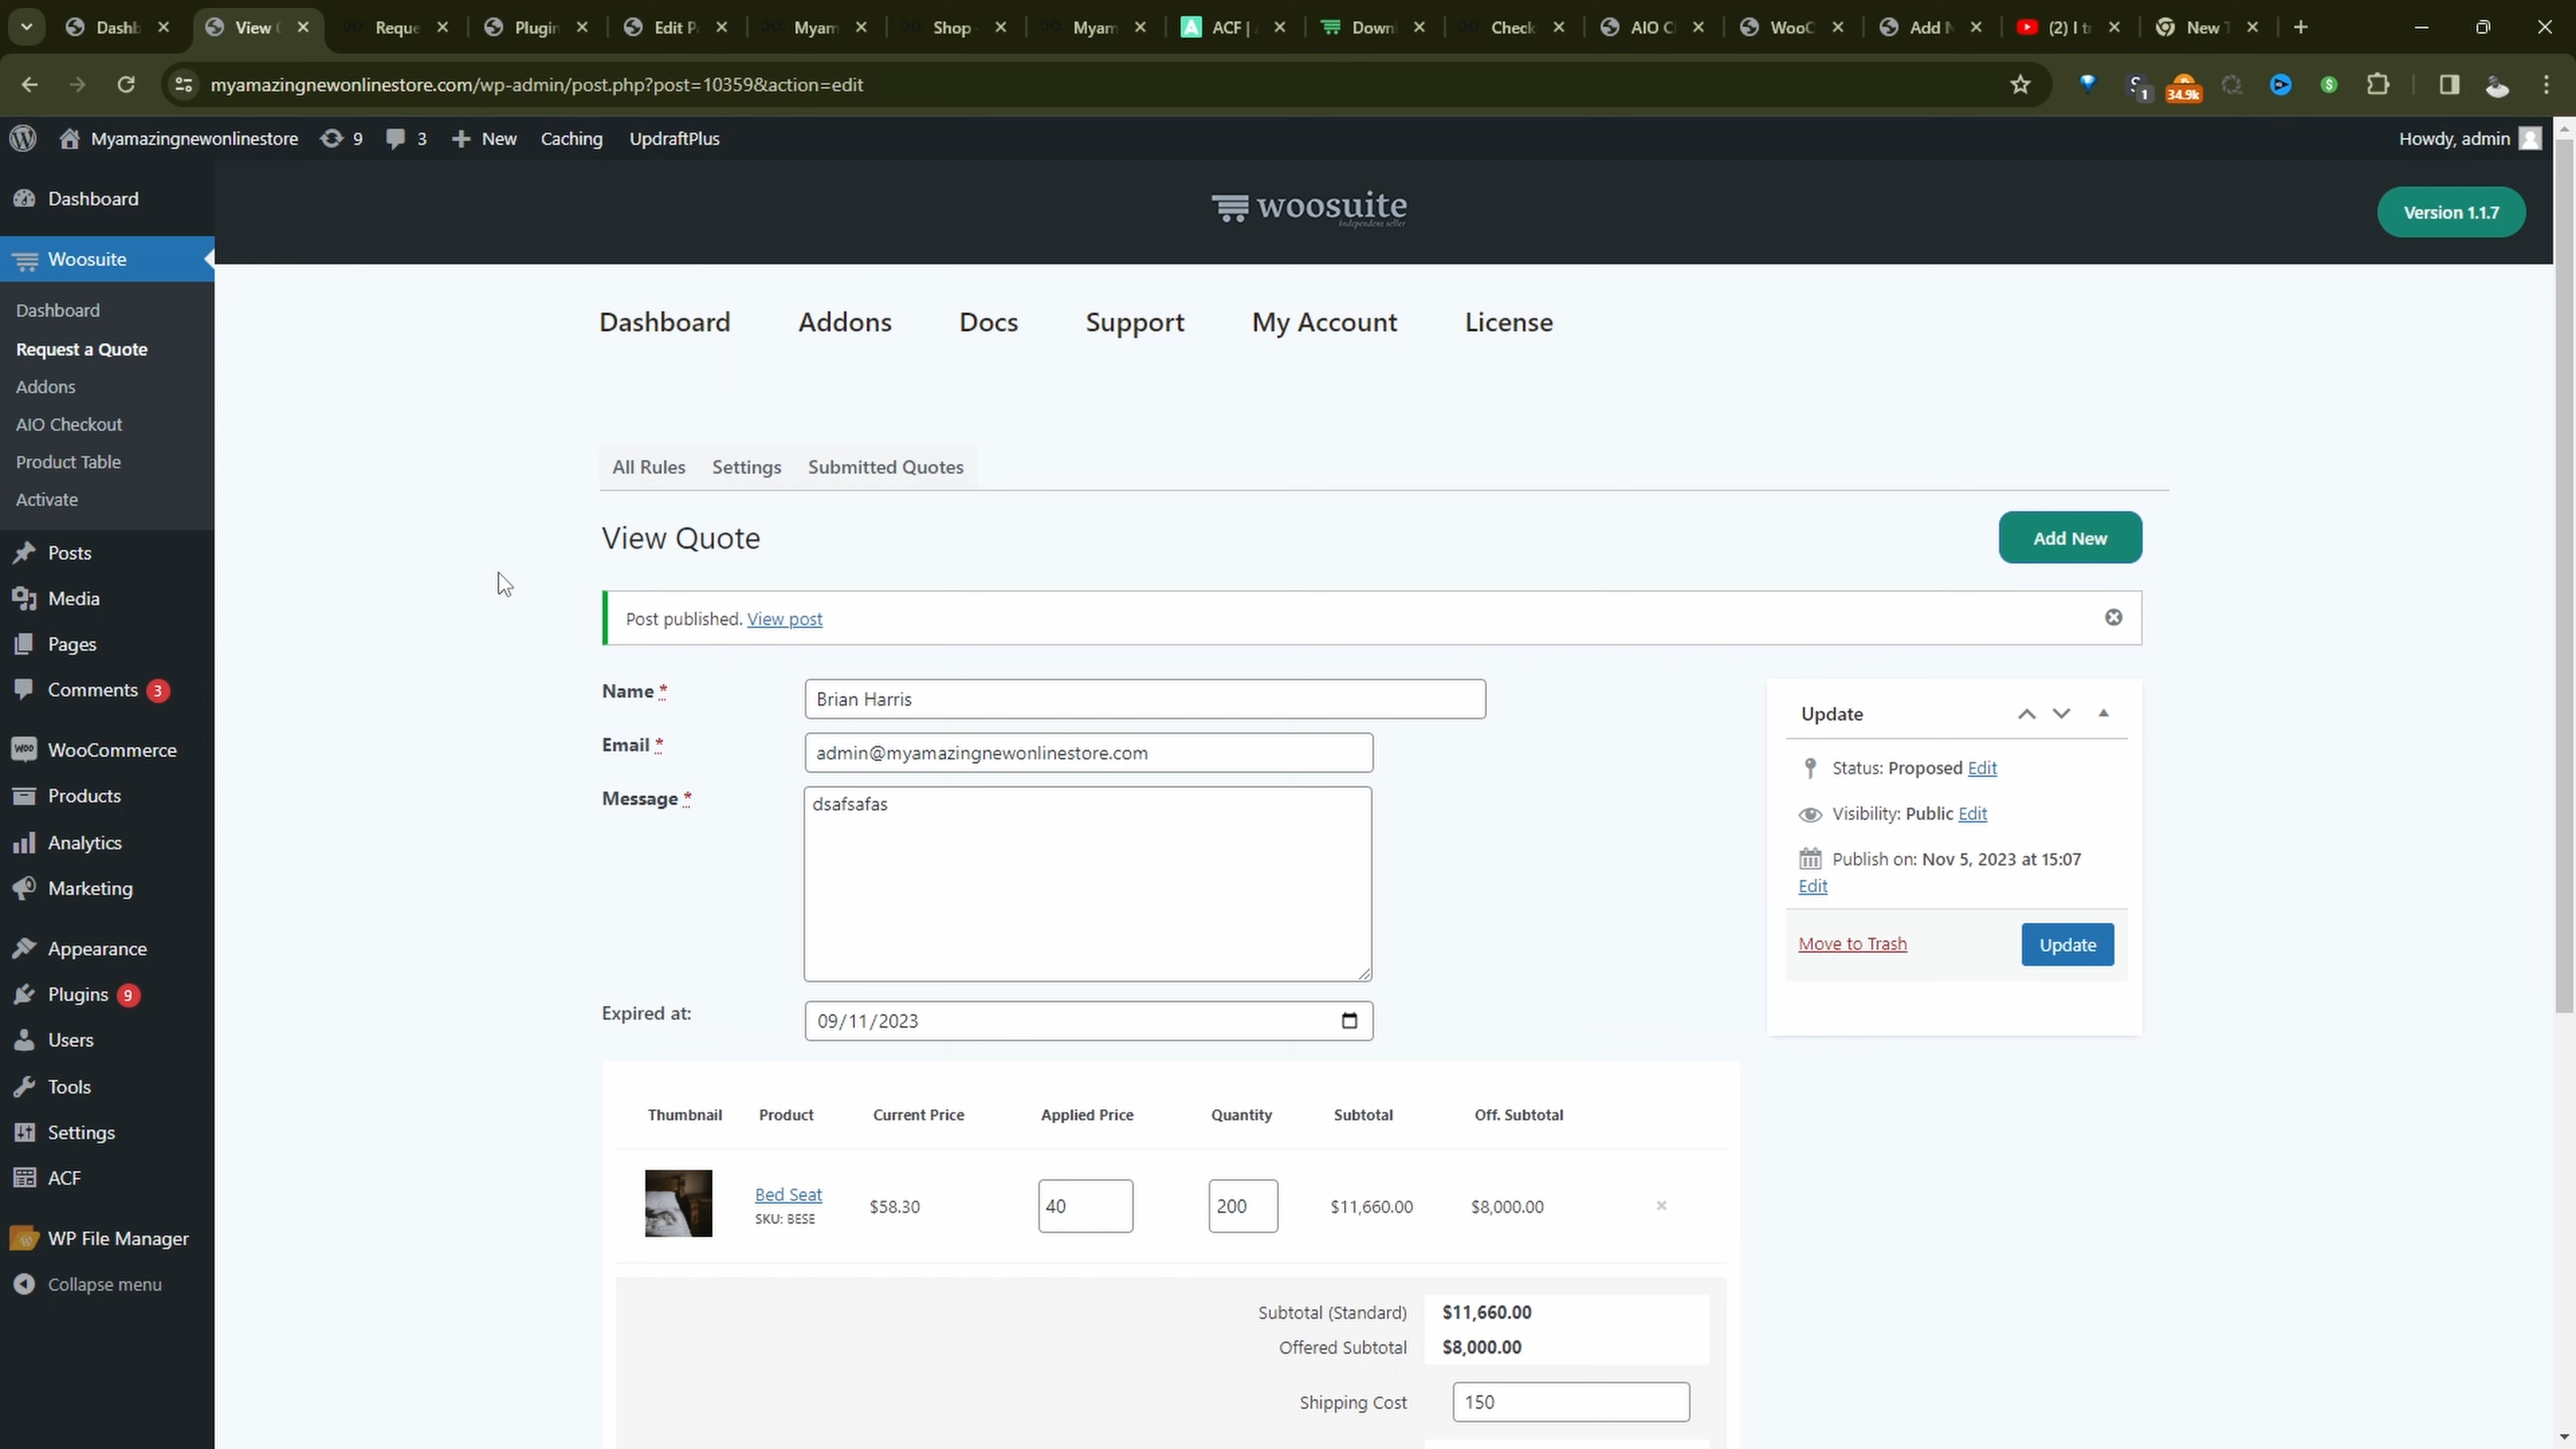 Dashb
View
Reque
Plugin
Edit P
Myam
Shop -
Myam
ACF |
Down
Check
AIO C
WooC
Add N
(2) I t
New T
myamazingnewonlinestore.com/wp-admin/post.php?post=10359&action=edit
1
34.9k
Myamazingnewonlinestore
9
3
New
Caching
UpdraftPlus
Howdy, admin
Dashboard
Woosuite
Dashboard
Request a Quote
Addons
AIO Checkout
Product Table
Activate
Posts
Media
Pages
Comments 3
WooCommerce
Products
Analytics
Marketing
Appearance
Plugins 9
Users
Tools
Settings
ACF
WP File Manager
Collapse menu
woosuite
Independent seller
Version 1.1.7
Dashboard Addons Docs Support My Account License
All Rules Settings Submitted Quotes
View Quote
Add New
Post published. View post
Name *
Brian Harris
Email *
admin@myamazingnewonlinestore.com
Message *
dsafsafas
Expired at:
09/11/2023
Update
Status: Proposed Edit
Visibility: Public Edit
Publish on: Nov 5, 2023 at 15:07
Edit
Move to Trash
Update
Thumbnail Product Current Price Applied Price Quantity Subtotal Off. Subtotal
Bed Seat
SKU: BESE
$58.30
40
200
$11,660.00
$8,000.00
Subtotal (Standard) $11,660.00
Offered Subtotal $8,000.00
Shipping Cost 150